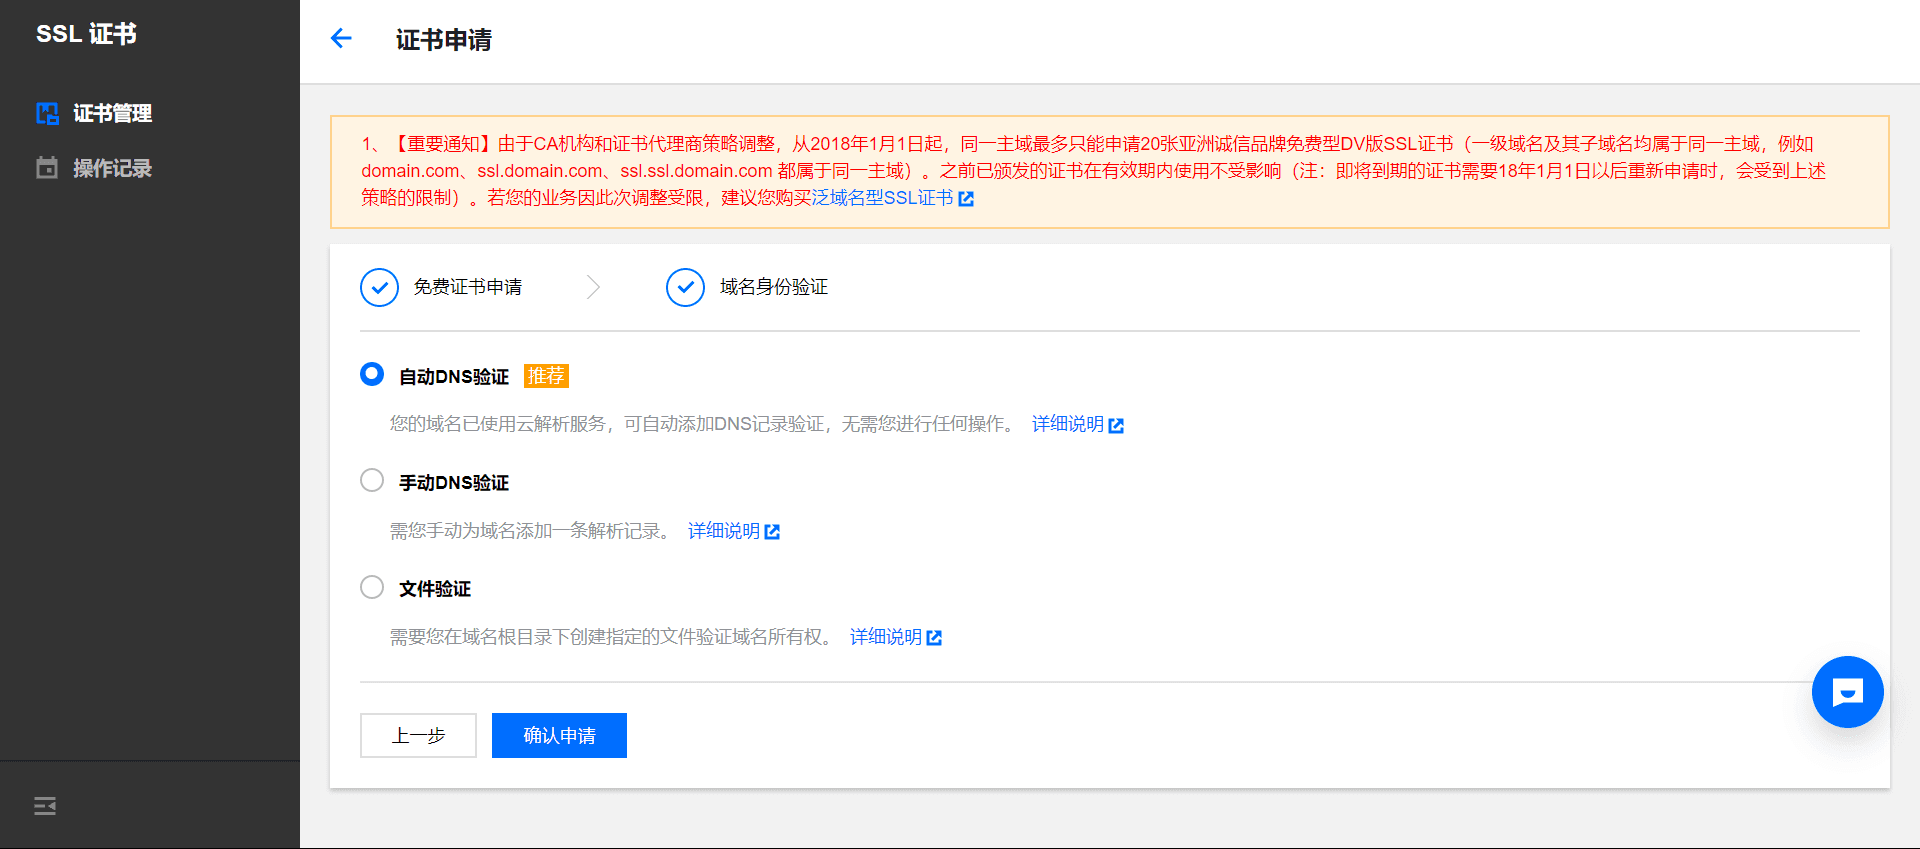 SSL 证书
证书管理
操作记录
证书申请
1、【重要通知】由于CA机构和证书代理商策略调整，从2018年1月1日起，同一主域最多只能申请20张亚洲诚信品牌免费型DV版SSL证书（一级域名及其子域名均属于同一主域，例如
domain.com、ssl.domain.com、ssl.ssl.domain.com 都属于同一主域）。之前已颁发的证书在有效期内使用不受影响（注：即将到期的证书需要18年1月1日以后重新申请时，会受到上述
策略的限制）。若您的业务因此次调整受限，建议您购买泛域名型SSL证书
免费证书申请 域名身份验证
自动DNS验证 推荐
您的域名已使用云解析服务，可自动添加DNS记录验证，无需您进行任何操作。 详细说明
手动DNS验证
需您手动为域名添加一条解析记录。 详细说明
文件验证
需要您在域名根目录下创建指定的文件验证域名所有权。 详细说明
上一步 确认申请